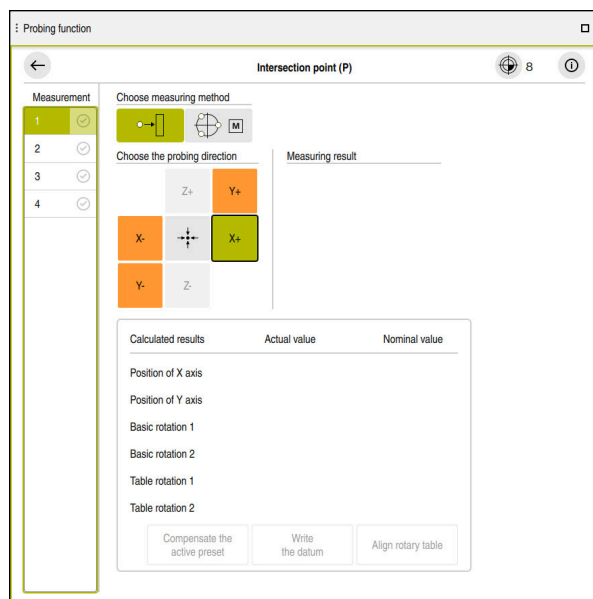 Probing function
Intersection point (P)
8
Measurement
1
2
3
4
Choose measuring method
M
Choose the probing direction
Z+
Y+
X-
X+
Y-
Z-
Measuring result
Calculated results Actual value Nominal value
Position of X axis
Position of Y axis
Basic rotation 1
Basic rotation 2
Table rotation 1
Table rotation 2
Compensate the
active preset
Write
the datum
Align rotary table